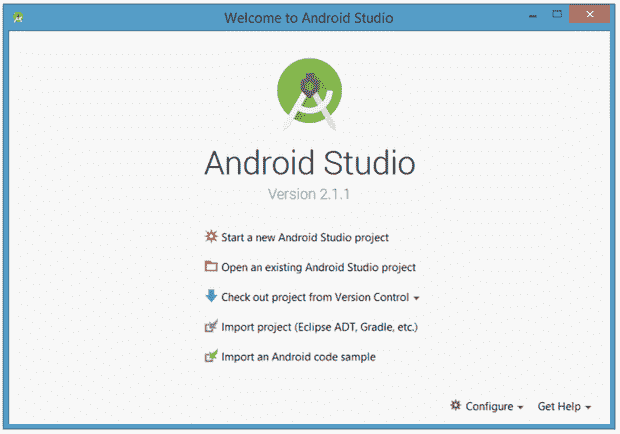 Welcome to Android Studio
Android Studio
Version 2.1.1
Start a new Android Studio project
Open an existing Android Studio project
Check out project from Version Control
Import project (Eclipse ADT, Gradle, etc.)
Import an Android code sample
Configure Get Help